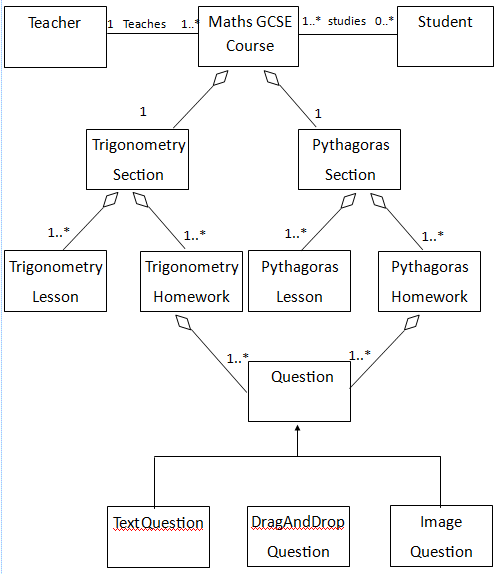 Teacher
1 Teaches 1..*
Maths GCSE
Course
1..* studies 0..*
Student
1
1
Trigonometry
Section
Pythagoras
Section
1..*
1..*
1..*
1..*
Trigonometry
Lesson
Trigonometry
Homework
Pythagoras
Lesson
Pythagoras
Homework
1..*
1..*
Question
TextQuestion
DragAndDrop
Question
Image
Question